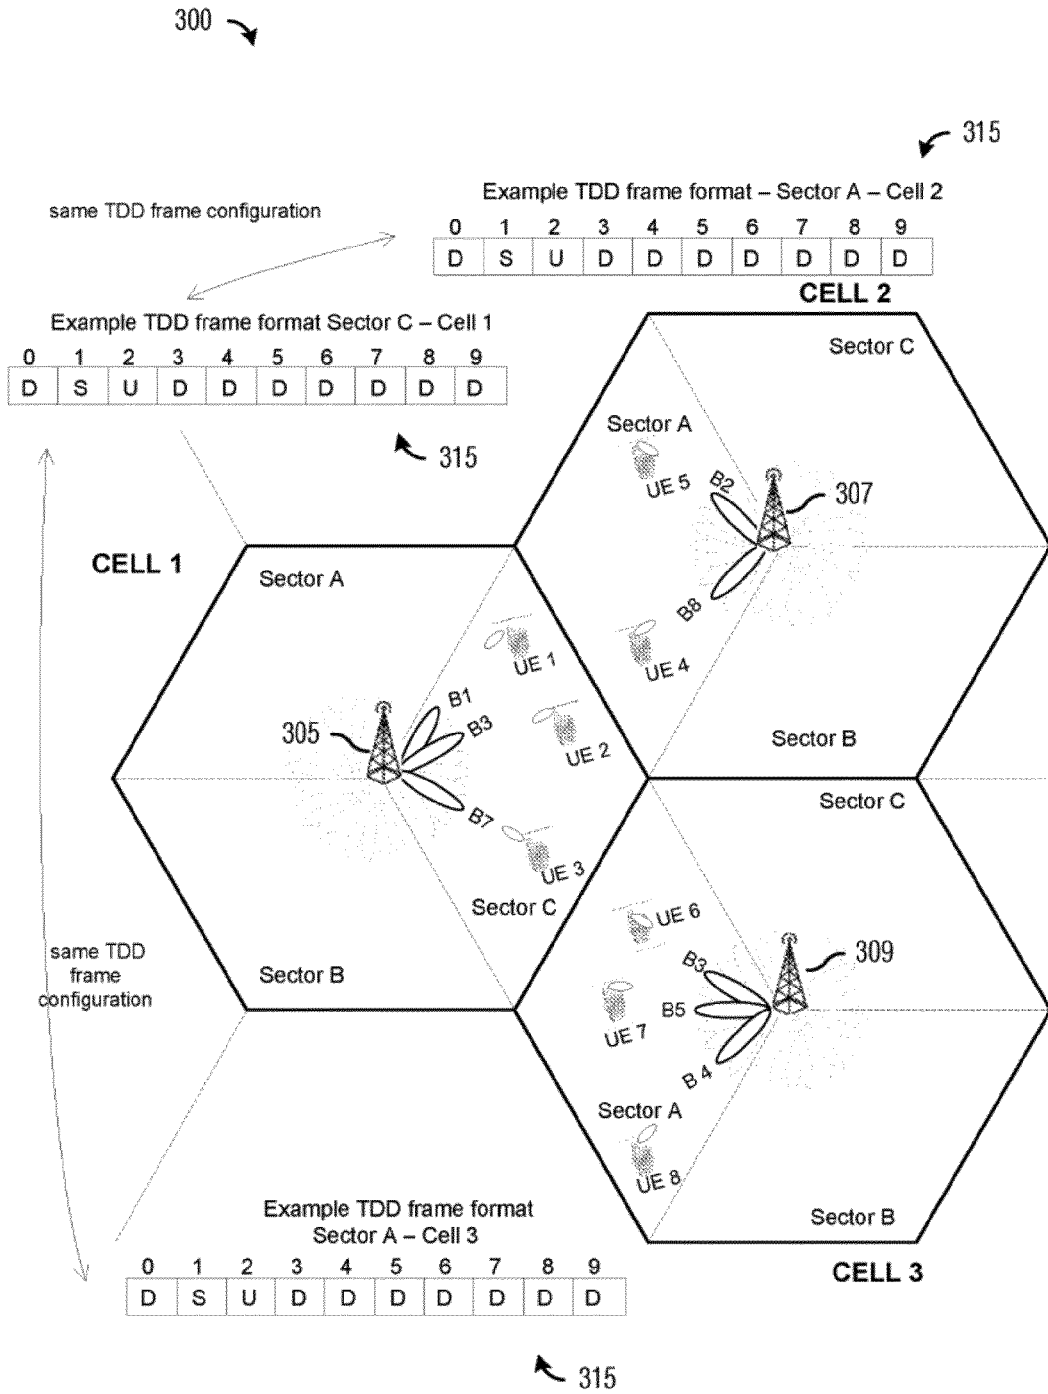 300
315
Example TDD frame format – Sector A – Cell 2
same TDD frame configuration
0 1 2 3 4 5 6 7 8 9
D S U D D D D D D D
CELL 2
Example TDD frame format Sector C – Cell 1
0 1 2 3 4 5 6 7 8 9
D S U D D D D D D D
315
Sector C
Sector A
UE 5
B2
307
CELL 1
Sector A
B8
UE 4
UE 1
B1
B3
305
UE 2
Sector B
B7
Sector C
UE 3
Sector C
UE 6
same TDD
frame
configuration
Sector B
B3
309
B5
UE 7
B 4
Sector A
UE 8
Sector B
Example TDD frame format
Sector A – Cell 3
0 1 2 3 4 5 6 7 8 9
D S U D D D D D D D
CELL 3
315